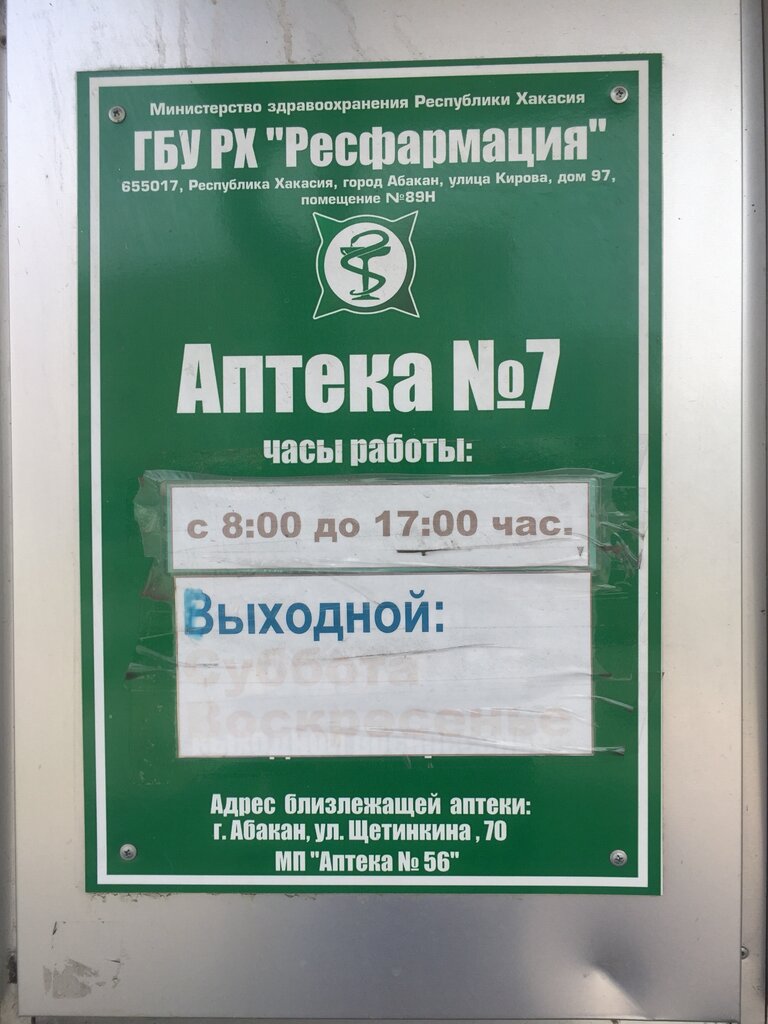 Министерство здравоохранения Республики Хакасия
ГБУ РХ "Ресфармация"
655017, Республика Хакасия, город Абакан, улица Кирова, дом 97,
помещение №89Н
Аптека №7
часы работы:
с 8:00 до 17:00 час.
Выходной:
Суббота
Воскресенье
Адрес близлежащей аптеки:
г. Абакан, ул. Щетинкина , 70
МП "Аптека № 56"